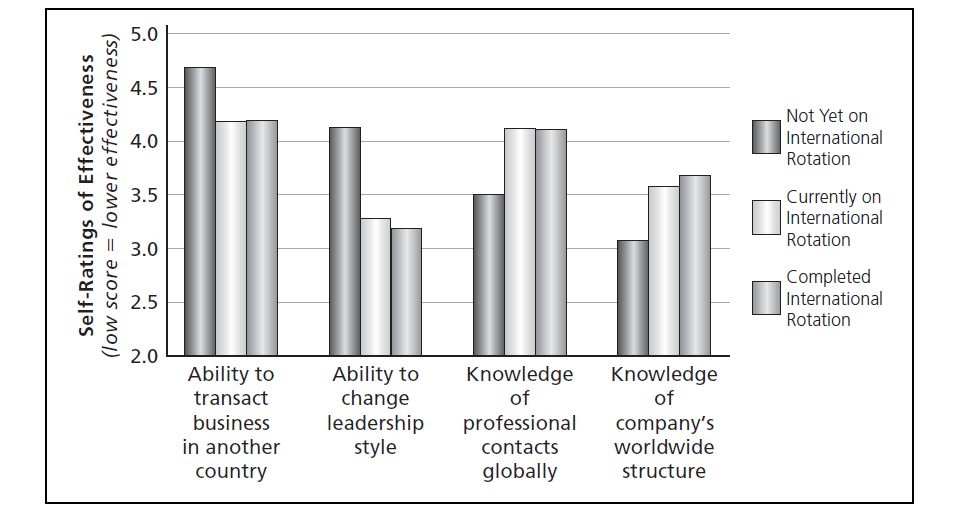 Self-Ratings of Effectiveness
(low score = lower effectiveness)
5.0
4.5
4.0
3.5
3.0
2.5
2.0
Ability to
transact
business
in another
country
Ability to
change
leadership
style
Knowledge
of
professional
contacts
globally
Knowledge
of
company's
worldwide
structure
Not Yet on
International
Rotation
Currently on
International
Rotation
Completed
International
Rotation